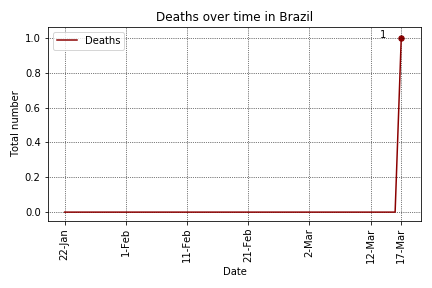 Deaths over time in Brazil
Deaths
1
Total number
1.0
0.8
0.6
0.4
0.2
0.0
22-Jan
1-Feb
11-Feb
21-Feb
2-Mar
12-Mar
17-Mar
Date